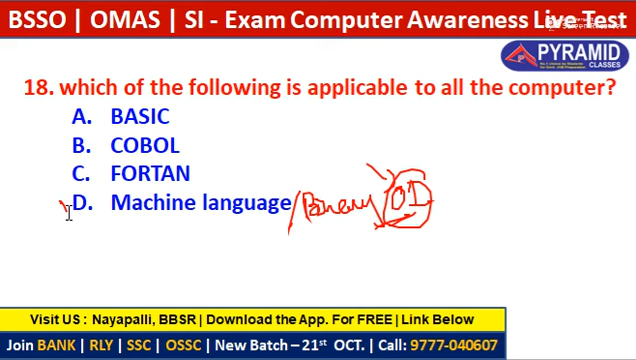 BSSO | OMAS | SI - Exam Computer Awareness Live Test
PYRAMID
CLASSES
18. which of the following is applicable to all the computer?
A. BASIC
B. COBOL
C. FORTAN
D. Machine language / Binary
Visit US : Nayapalli, BBSR | Download the App. For FREE | Link Below
Join BANK | RLY | SSC | OSSC | New Batch – 21st OCT. | Call: 9777-040607